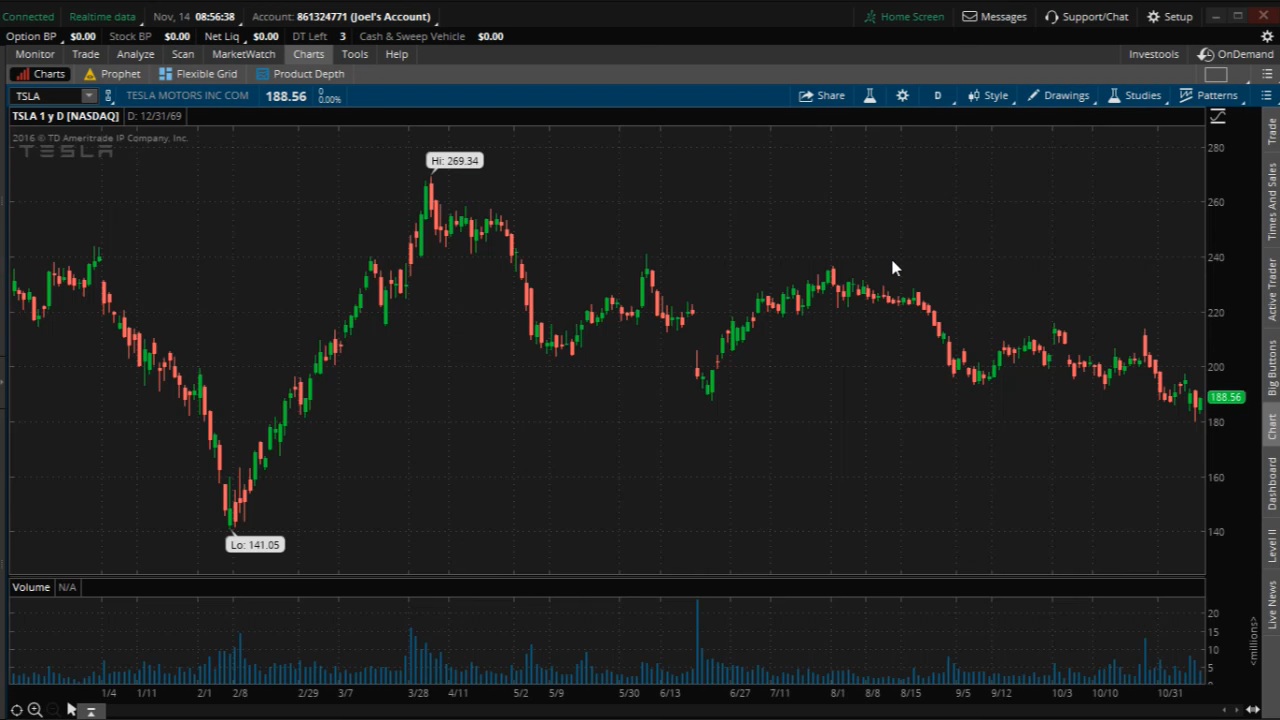 Connected Realtime data Nov, 14 08:56:38 Account: 861324771 (Joel's Account) Home Screen Messages Support/Chat Setup
Option BP $0.00 Stock BP $0.00 Net Liq $0.00 DT Left 3 Cash & Sweep Vehicle $0.00
Monitor Trade Analyze Scan MarketWatch Charts Tools Help Investools OnDemand
Charts Prophet Flexible Grid Product Depth
TSLA TESLA MOTORS INC COM 188.56 0 0.00% Share D Style Drawings Studies Patterns
TSLA 1 y D [NASDAQ] D: 12/31/69
2016 © TD Ameritrade IP Company, Inc.
TESLA
Hi: 269.34
Lo: 141.05
280
260
240
220
200
188.56
180
160
140
Volume N/A
20
15
10
5
<millions>
1/4 1/11 2/1 2/8 2/29 3/7 3/28 4/11 5/2 5/9 5/30 6/13 6/27 7/11 8/1 8/8 8/15 9/5 9/12 10/3 10/10 10/31
Trade
Times And Sales
Active Trader
Big Buttons
Chart
Dashboard
Level II
Live News